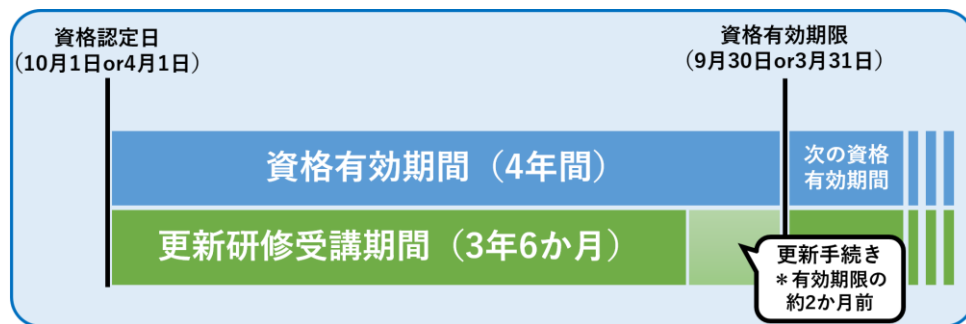 資格認定日
（10月1日or4月1日）
資格有効期限
（9月30日or3月31日）
資格有効期間（4年間）
次の資格
有効期間
更新研修受講期間（3年6か月）
更新手続き
＊有効期限の
約2か月前